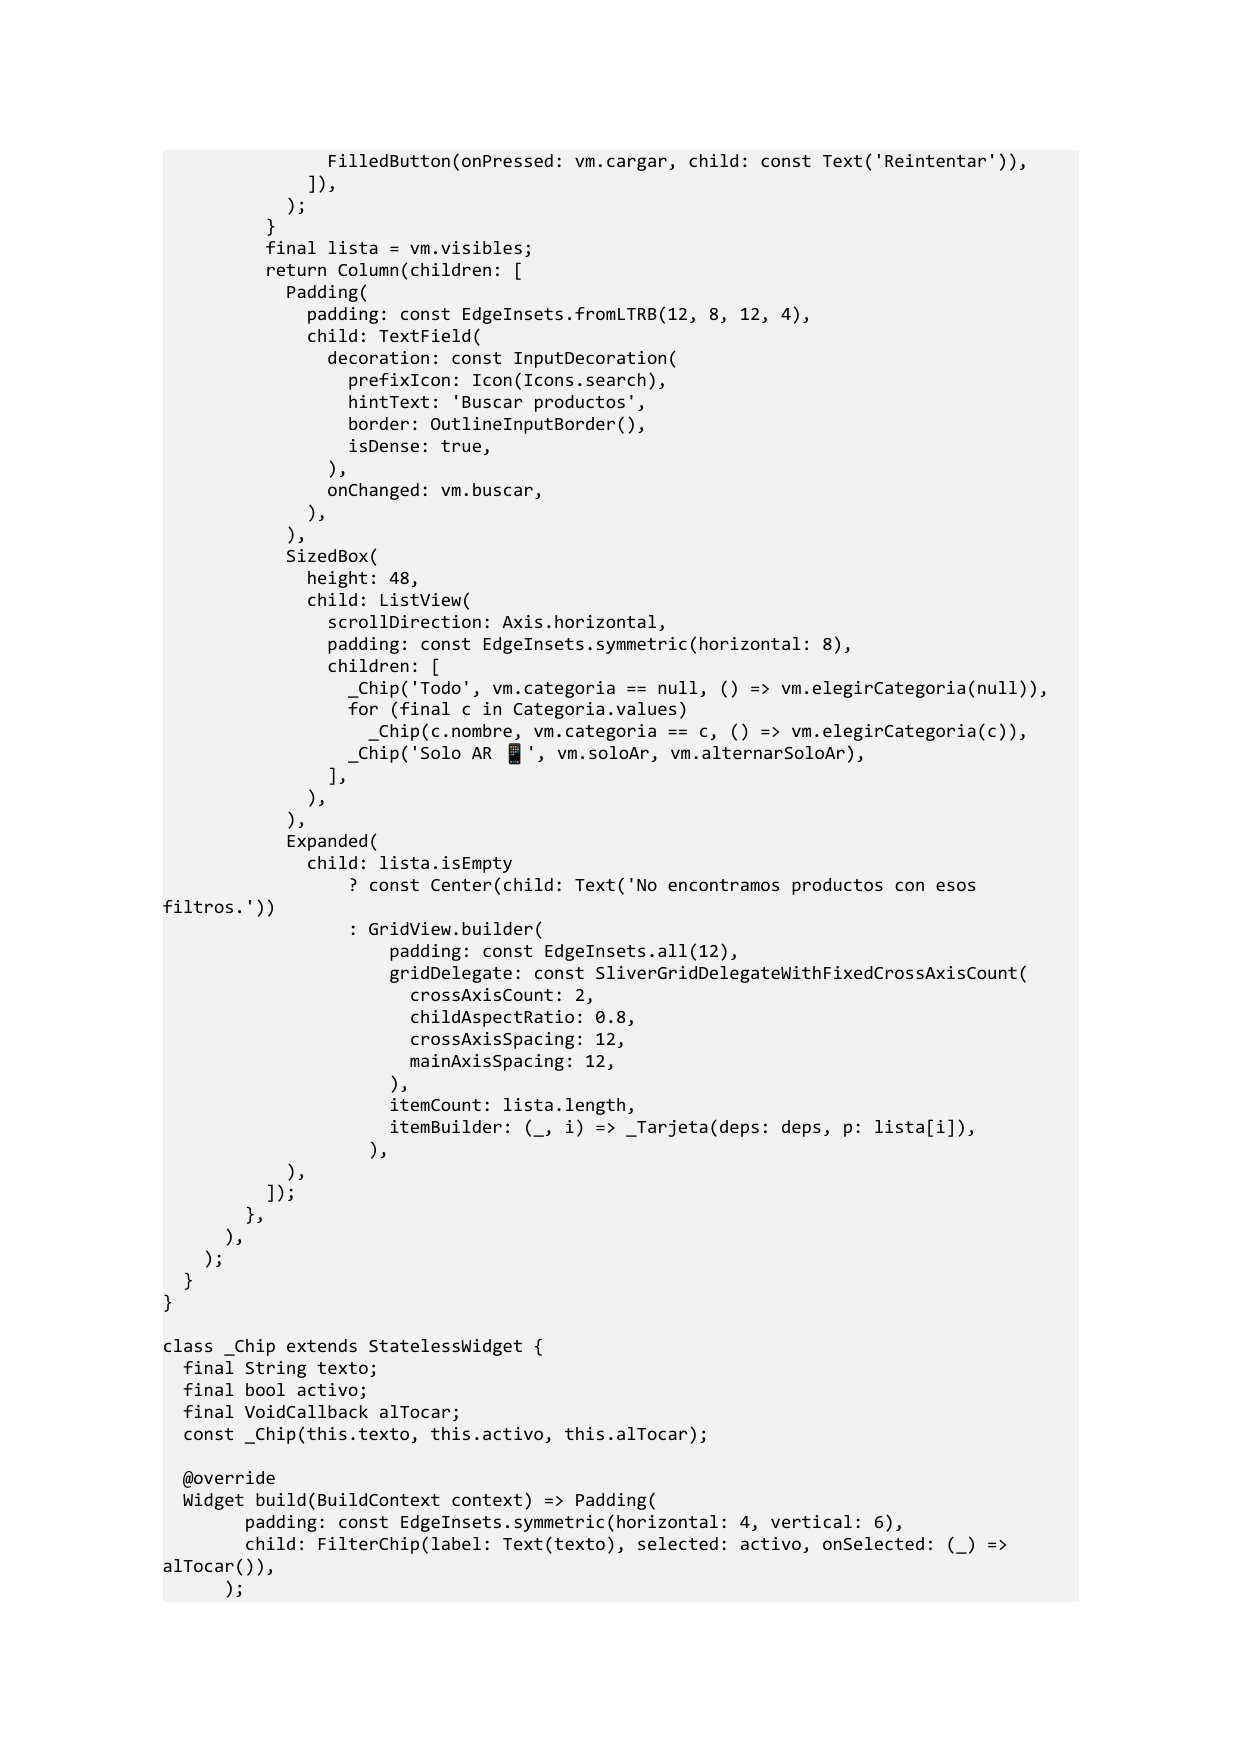 FilledButton(onPressed: vm.cargar, child: const Text('Reintentar')),
              ]),
            );
          }
          final lista = vm.visibles;
          return Column(children: [
            Padding(
              padding: const EdgeInsets.fromLTRB(12, 8, 12, 4),
              child: TextField(
                decoration: const InputDecoration(
                  prefixIcon: Icon(Icons.search),
                  hintText: 'Buscar productos',
                  border: OutlineInputBorder(),
                  isDense: true,
                ),
                onChanged: vm.buscar,
              ),
            ),
            SizedBox(
              height: 48,
              child: ListView(
                scrollDirection: Axis.horizontal,
                padding: const EdgeInsets.symmetric(horizontal: 8),
                children: [
                  _Chip('Todo', vm.categoria == null, () => vm.elegirCategoria(null)),
                  for (final c in Categoria.values)
                    _Chip(c.nombre, vm.categoria == c, () => vm.elegirCategoria(c)),
                  _Chip('Solo AR 📱', vm.soloAr, vm.alternarSoloAr),
                ],
              ),
            ),
            Expanded(
              child: lista.isEmpty
                  ? const Center(child: Text('No encontramos productos con esos
filtros.'))
                  : GridView.builder(
                      padding: const EdgeInsets.all(12),
                      gridDelegate: const SliverGridDelegateWithFixedCrossAxisCount(
                        crossAxisCount: 2,
                        childAspectRatio: 0.8,
                        crossAxisSpacing: 12,
                        mainAxisSpacing: 12,
                      ),
                      itemCount: lista.length,
                      itemBuilder: (_, i) => _Tarjeta(deps: deps, p: lista[i]),
                    ),
            ),
          ]);
        },
      ),
    );
  }
}

class _Chip extends StatelessWidget {
  final String texto;
  final bool activo;
  final VoidCallback alTocar;
  const _Chip(this.texto, this.activo, this.alTocar);

  @override
  Widget build(BuildContext context) => Padding(
        padding: const EdgeInsets.symmetric(horizontal: 4, vertical: 6),
        child: FilterChip(label: Text(texto), selected: activo, onSelected: (_) =>
alTocar()),
      );